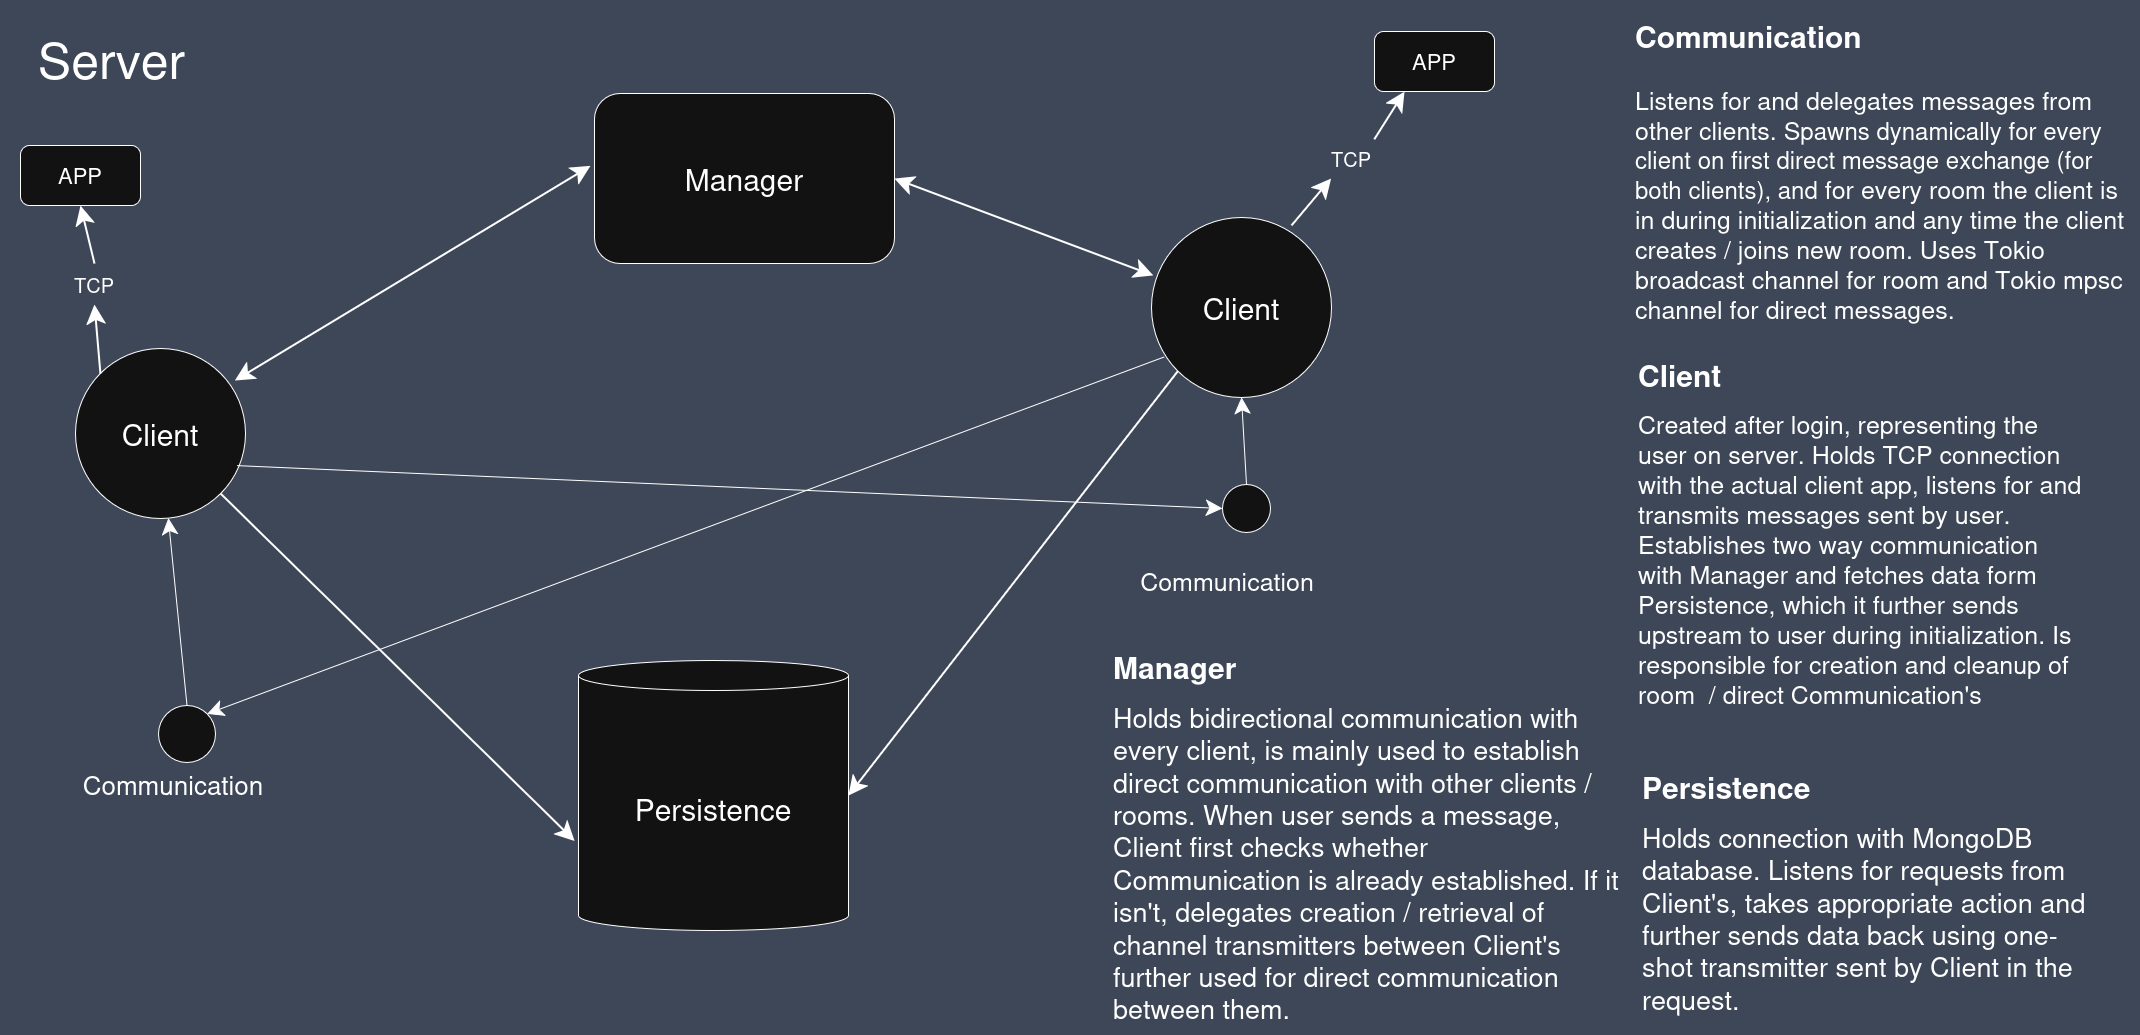 Server
APP
TCP
Client
Communication
Manager
Persistence
APP
TCP
Client
Communication
Manager
Holds bidirectional communication with
every client, is mainly used to establish
direct communication with other clients /
rooms. When user sends a message,
Client first checks whether
Communication is already established. If it
isn't, delegates creation / retrieval of
channel transmitters between Client's
further used for direct communication
between them.
Communication
Listens for and delegates messages from
other clients. Spawns dynamically for every
client on first direct message exchange (for
both clients), and for every room the client is
in during initialization and any time the client
creates / joins new room. Uses Tokio
broadcast channel for room and Tokio mpsc
channel for direct messages.
Client
Created after login, representing the
user on server. Holds TCP connection
with the actual client app, listens for and
transmits messages sent by user.
Establishes two way communication
with Manager and fetches data form
Persistence, which it further sends
upstream to user during initialization. Is
responsible for creation and cleanup of
room  / direct Communication's
Persistence
Holds connection with MongoDB
database. Listens for requests from
Client's, takes appropriate action and
further sends data back using one-
shot transmitter sent by Client in the
request.